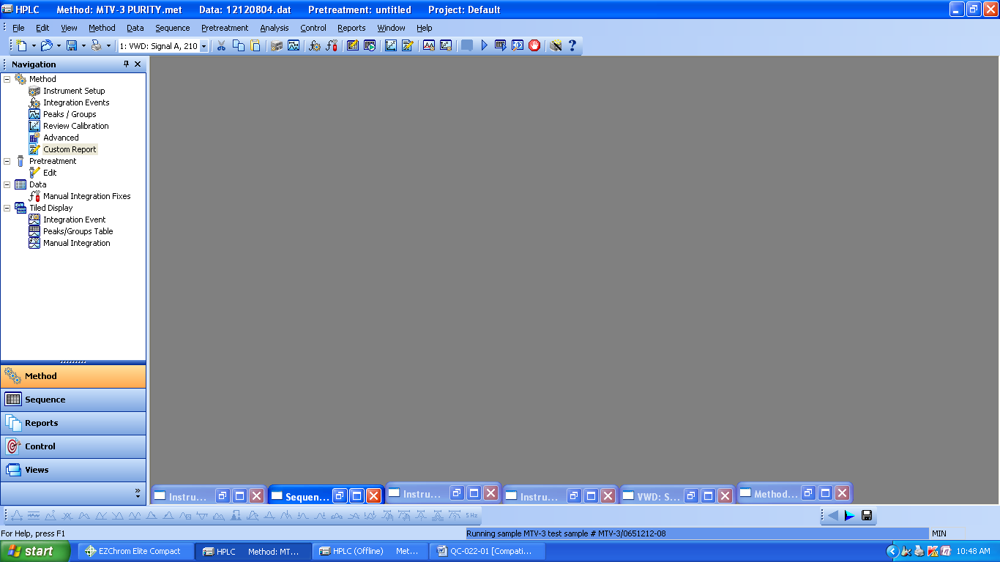 HPLC Method: MTV-3 PURITY.met Data: 12120804.dat Pretreatment: untitled Project: Default
File Edit View Method Data Sequence Pretreatment Analysis Control Reports Window Help
1: VWD: Signal A, 210
Navigation
Method
Instrument Setup
Integration Events
Peaks / Groups
Review Calibration
Advanced
Custom Report
Pretreatment
Edit
Data
Manual Integration Fixes
Tiled Display
Integration Event
Peaks/Groups Table
Manual Integration
Method
Sequence
Reports
Control
Views
Instru... Sequen... Instru... Instru... VWD: S... Method...
5 Hz
For Help, press F1 Running sample MTV-3 test sample # MTV-3/0651212-08 MIN
start EZChrom Elite Compact HPLC Method: MT... HPLC (Offline) Met... QC-022-01 [Compati... 10:48 AM